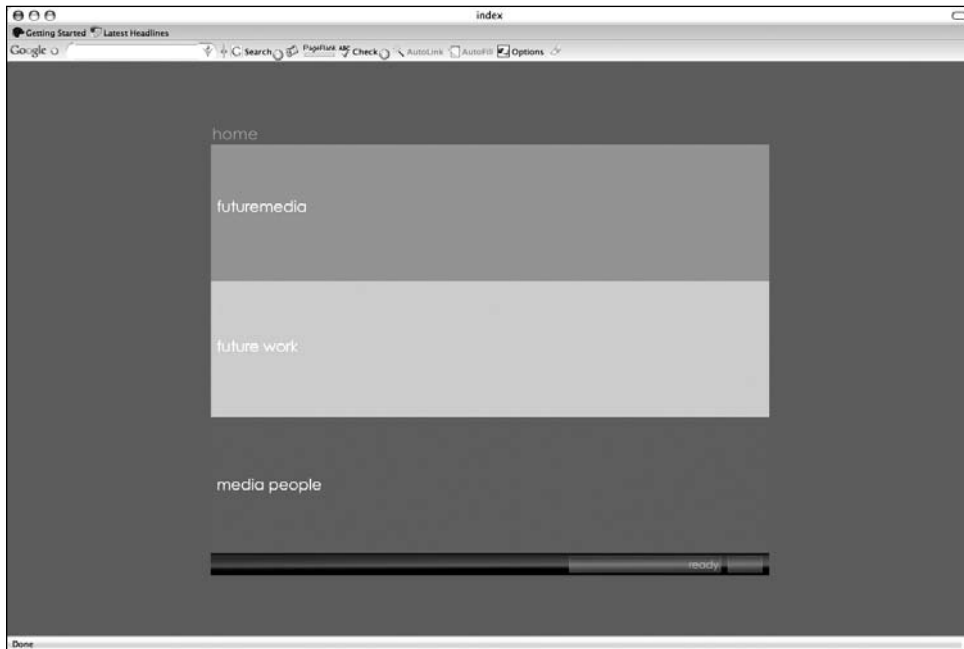 index
Getting Started Latest Headlines
Google Search PageRank ABC Check AutoLink AutoFill Options
home
futuremedia
future work
media people
ready
Done